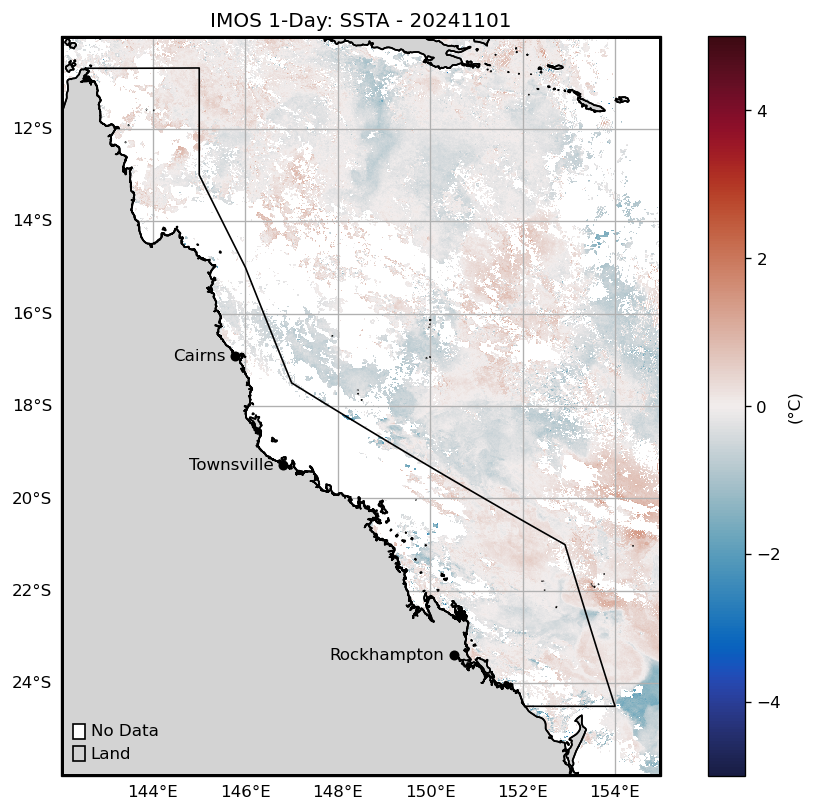 IMOS 1-Day: SSTA - 20241101
12°S
14°S
16°S
18°S
20°S
22°S
24°S
Cairns
Townsville
Rockhampton
No Data
Land
144°E 146°E 148°E 150°E 152°E 154°E
4
2
0
−2
−4
(°C)